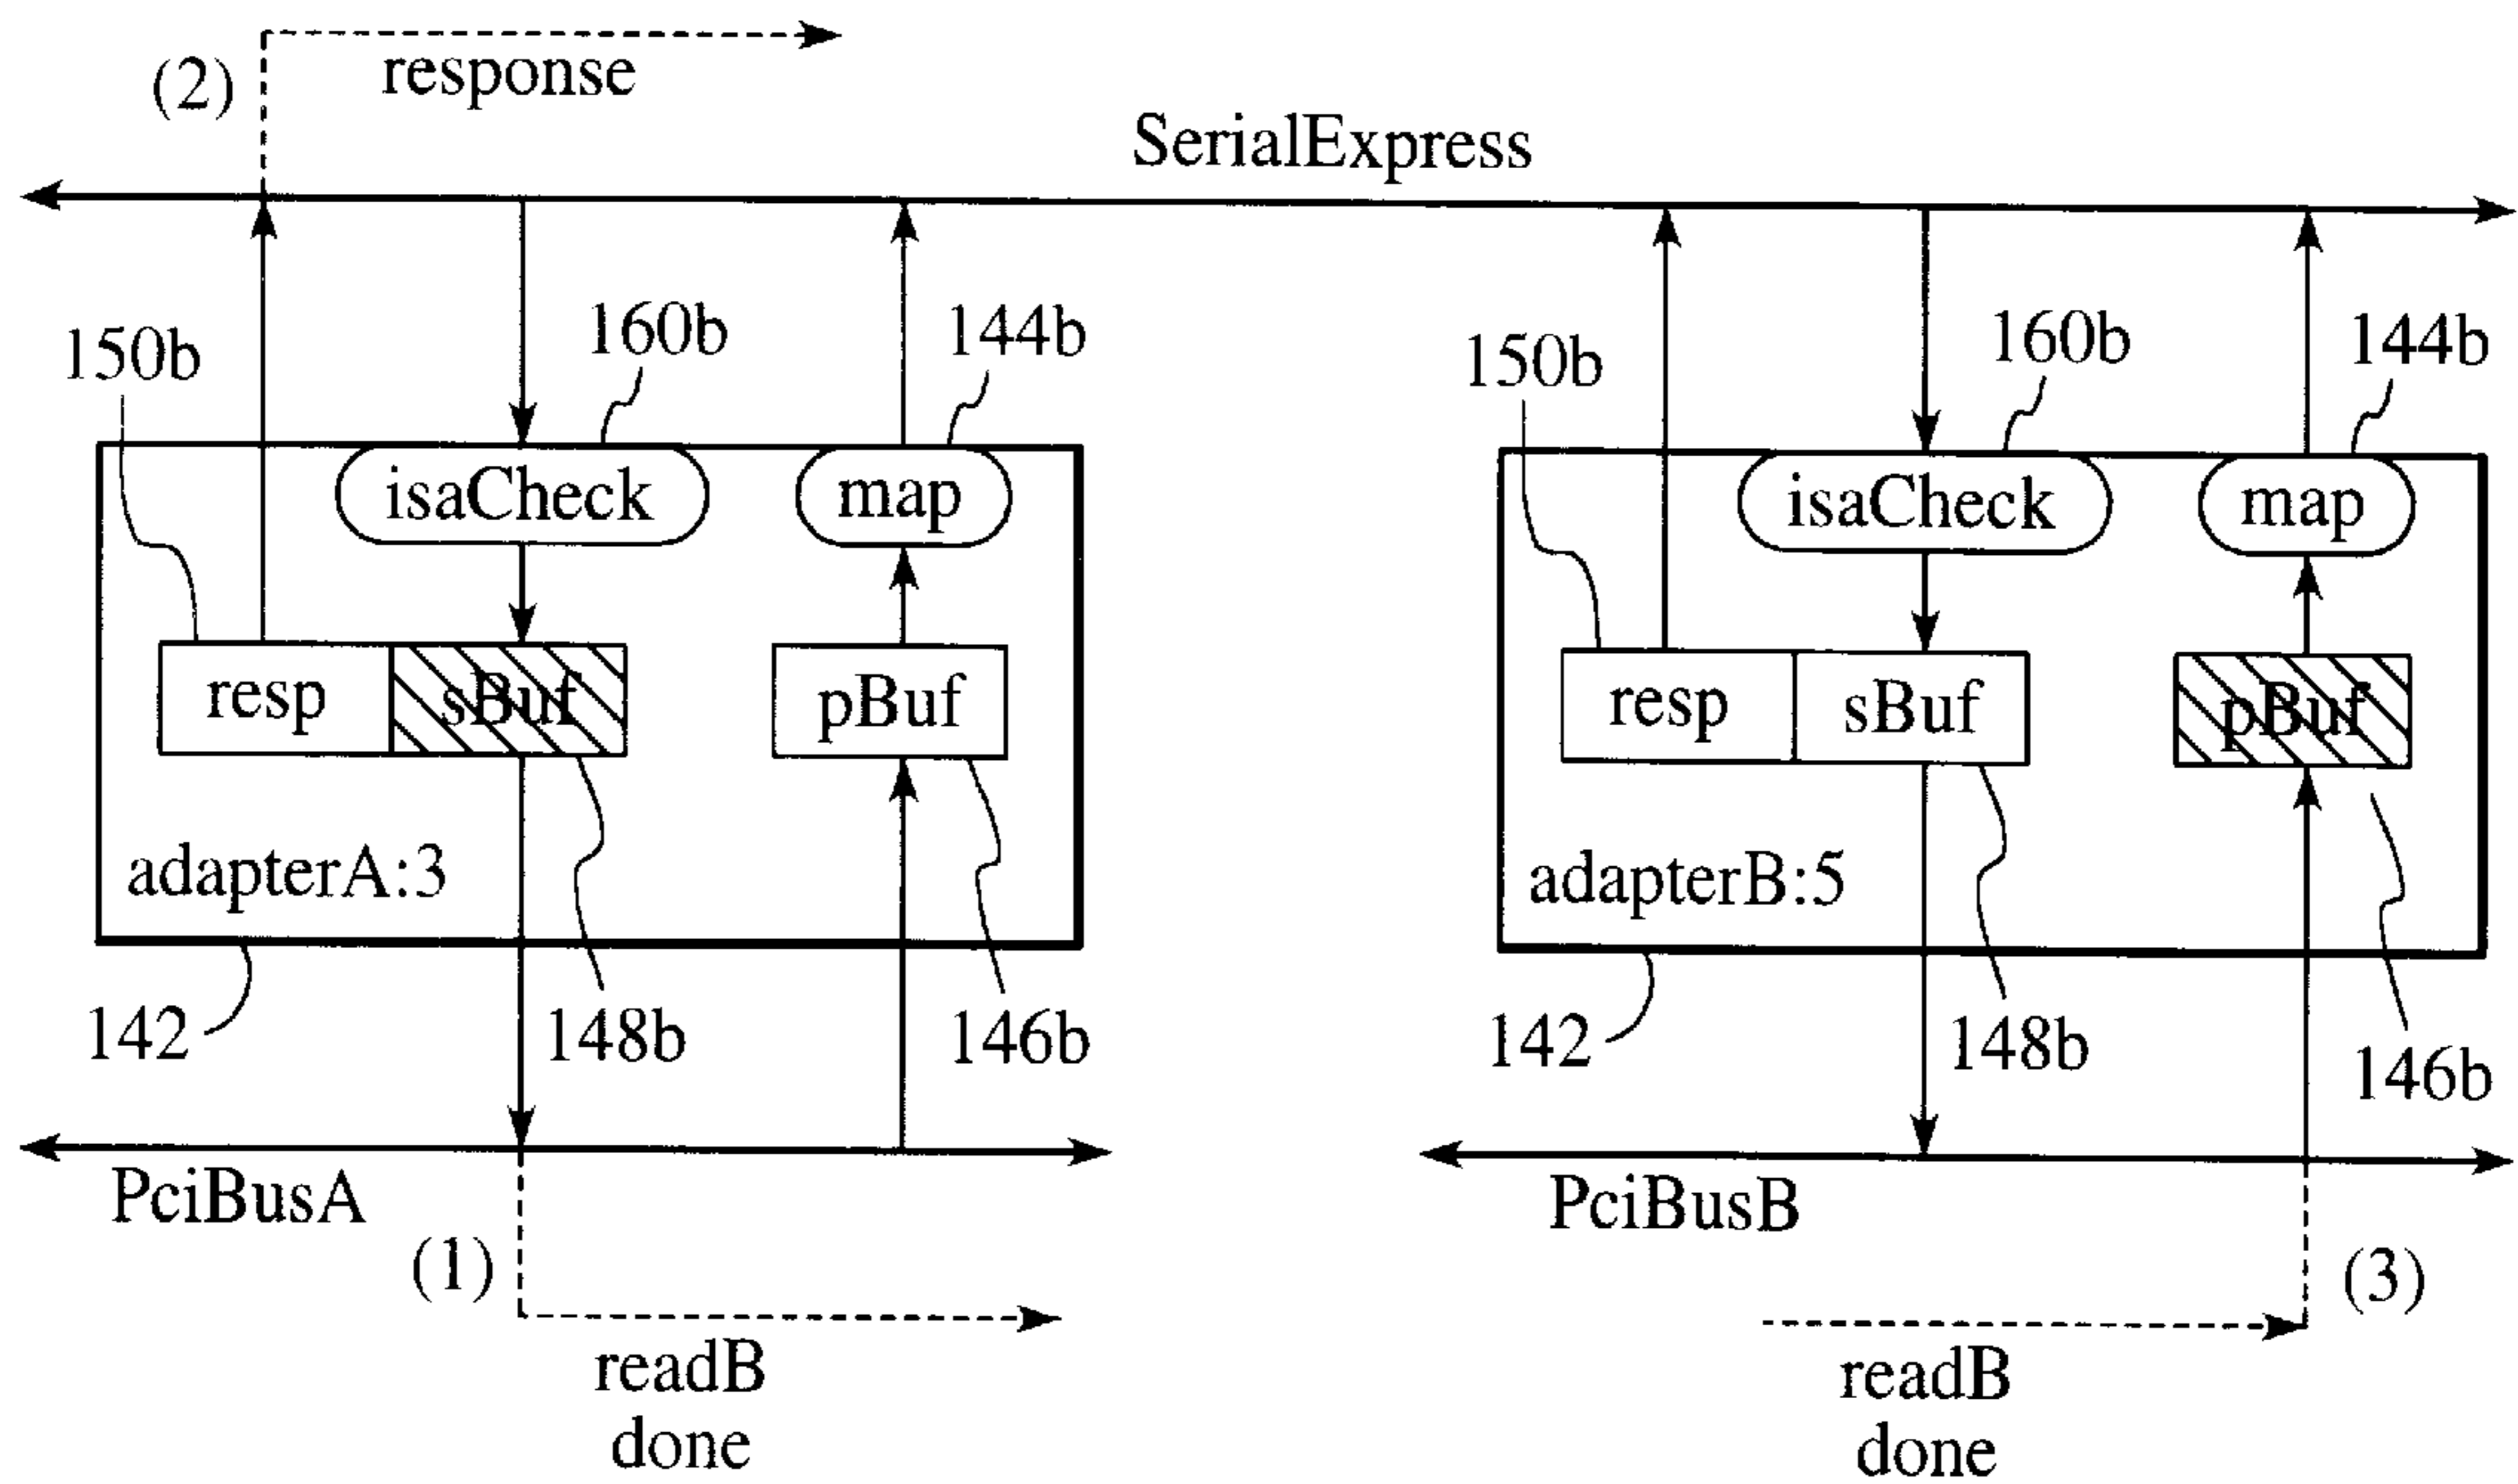 (2)
response
SerialExpress
150b
160b
144b
150b
160b
144b
isaCheck
map
isaCheck
map
resp
sBuf
pBuf
resp
sBuf
pBuf
adapterA:3
adapterB:5
142
148b
146b
142
148b
146b
PciBusA
PciBusB
(1)
(3)
readB
done
readB
done